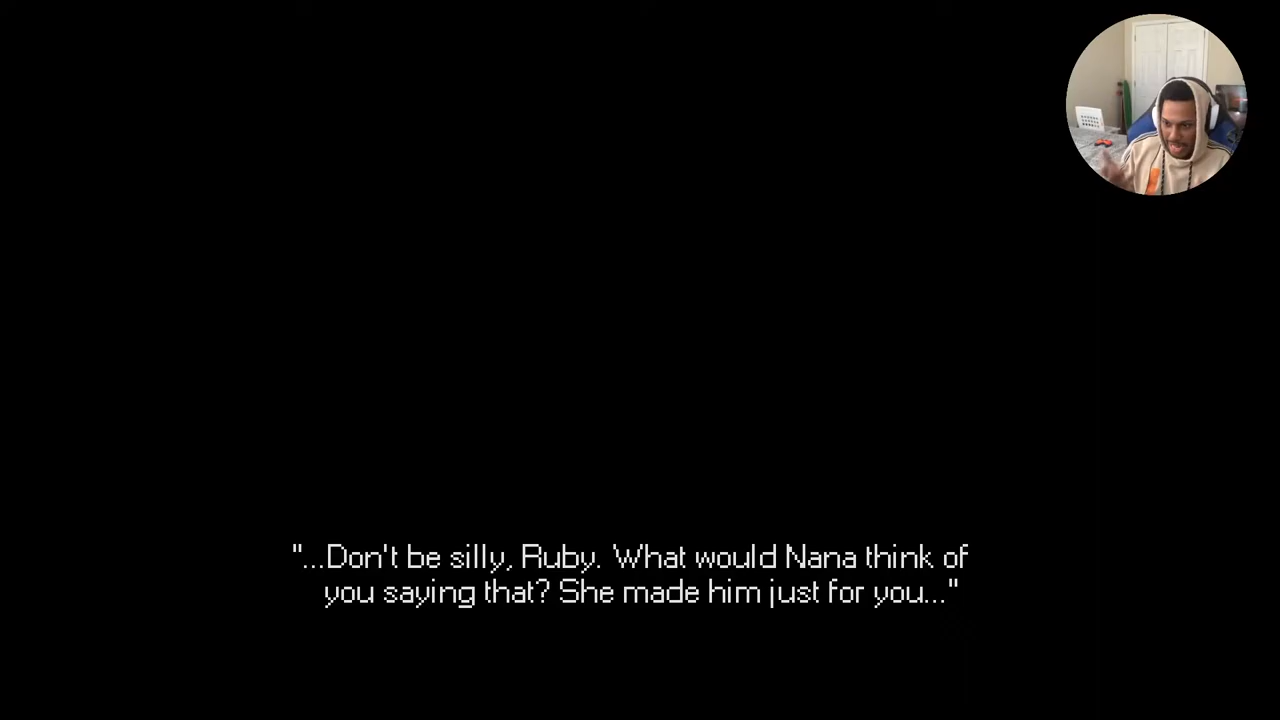 "...Don't be silly, Ruby. What would Nana think of
you saying that? She made him just for you..."